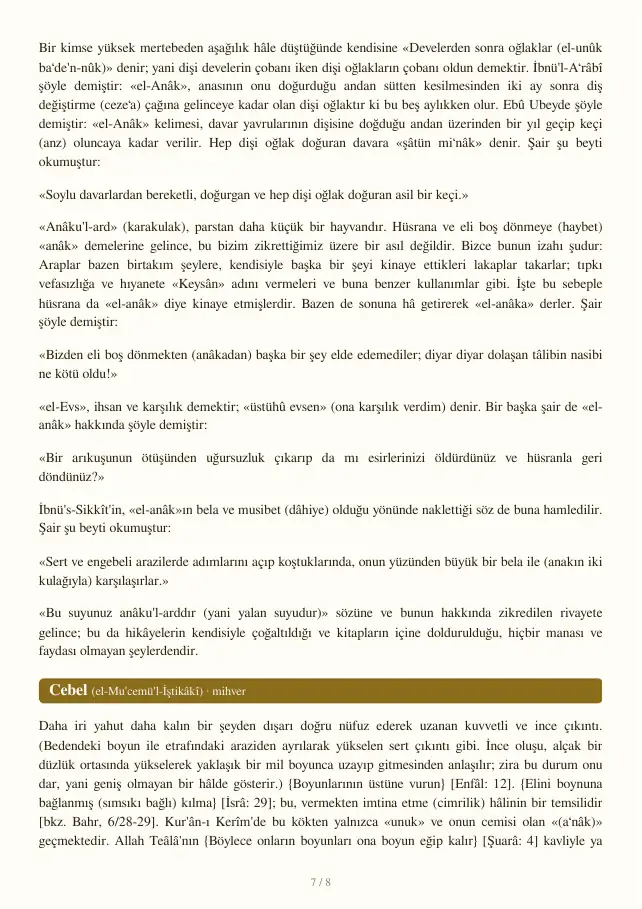 Bir kimse yüksek mertebeden aşağılık hâle düştüğünde kendisine «Develerden sonra oğlaklar (el-unûk
ba‘de'n-nûk)» denir; yani dişi develerin çobanı iken dişi oğlakların çobanı oldun demektir. İbnü'l-A‘râbî
şöyle demiştir: «el-Anâk», anasının onu doğurduğu andan sütten kesilmesinden iki ay sonra diş
değiştirme (ceze‘a) çağına gelinceye kadar olan dişi oğlaktır ki bu beş aylıkken olur. Ebû Ubeyde şöyle
demiştir: «el-Anâk» kelimesi, davar yavrularının dişisine doğduğu andan üzerinden bir yıl geçip keçi
(anz) oluncaya kadar verilir. Hep dişi oğlak doğuran davara «şâtün mi‘nâk» denir. Şair şu beyti
okumuştur:
«Soylu davarlardan bereketli, doğurgan ve hep dişi oğlak doğuran asil bir keçi.»
«Anâku'l-ard» (karakulak), parstan daha küçük bir hayvandır. Hüsrana ve eli boş dönmeye (haybet)
«anâk» demelerine gelince, bu bizim zikrettiğimiz üzere bir asıl değildir. Bizce bunun izahı şudur:
Araplar bazen birtakım şeylere, kendisiyle başka bir şeyi kinaye ettikleri lakaplar takarlar; tıpkı
vefasızlığa ve hıyanete «Keysân» adını vermeleri ve buna benzer kullanımlar gibi. İşte bu sebeple
hüsrana da «el-anâk» diye kinaye etmişlerdir. Bazen de sonuna hâ getirerek «el-anâka» derler. Şair
şöyle demiştir:
«Bizden eli boş dönmekten (anâkadan) başka bir şey elde edemediler; diyar diyar dolaşan tâlibin nasibi
ne kötü oldu!»
«el-Evs», ihsan ve karşılık demektir; «üstühû evsen» (ona karşılık verdim) denir. Bir başka şair de «el-
anâk» hakkında şöyle demiştir:
«Bir arıkuşunun ötüşünden uğursuzluk çıkarıp da mı esirlerinizi öldürdünüz ve hüsranla geri
döndünüz?»
İbnü's-Sikkît'in, «el-anâk»ın bela ve musibet (dâhiye) olduğu yönünde naklettiği söz de buna hamledilir.
Şair şu beyti okumuştur:
«Sert ve engebeli arazilerde adımlarını açıp koştuklarında, onun yüzünden büyük bir bela ile (anakın iki
kulağıyla) karşılaşırlar.»
«Bu suyunuz anâku'l-arddır (yani yalan suyudur)» sözüne ve bunun hakkında zikredilen rivayete
gelince; bu da hikâyelerin kendisiyle çoğaltıldığı ve kitapların içine doldurulduğu, hiçbir manası ve
faydası olmayan şeylerdendir.
Cebel (el-Mu'cemü'l-İştikâkî) · mihver
Daha iri yahut daha kalın bir şeyden dışarı doğru nüfuz ederek uzanan kuvvetli ve ince çıkıntı.
(Bedendeki boyun ile etrafındaki araziden ayrılarak yükselen sert çıkıntı gibi. İnce oluşu, alçak bir
düzlük ortasında yükselerek yaklaşık bir mil boyunca uzayıp gitmesinden anlaşılır; zira bu durum onu
dar, yani geniş olmayan bir hâlde gösterir.) {Boyunlarının üstüne vurun} [Enfâl: 12]. {Elini boynuna
bağlanmış (sımsıkı bağlı) kılma} [İsrâ: 29]; bu, vermekten imtina etme (cimrilik) hâlinin bir temsilidir
[bkz. Bahr, 6/28-29]. Kur'ân-ı Kerîm'de bu kökten yalnızca «unuk» ve onun cemisi olan «(a‘nâk)»
geçmektedir. Allah Teâlâ'nın {Böylece onların boyunları ona boyun eğip kalır} [Şuarâ: 4] kavliyle ya
7 / 8